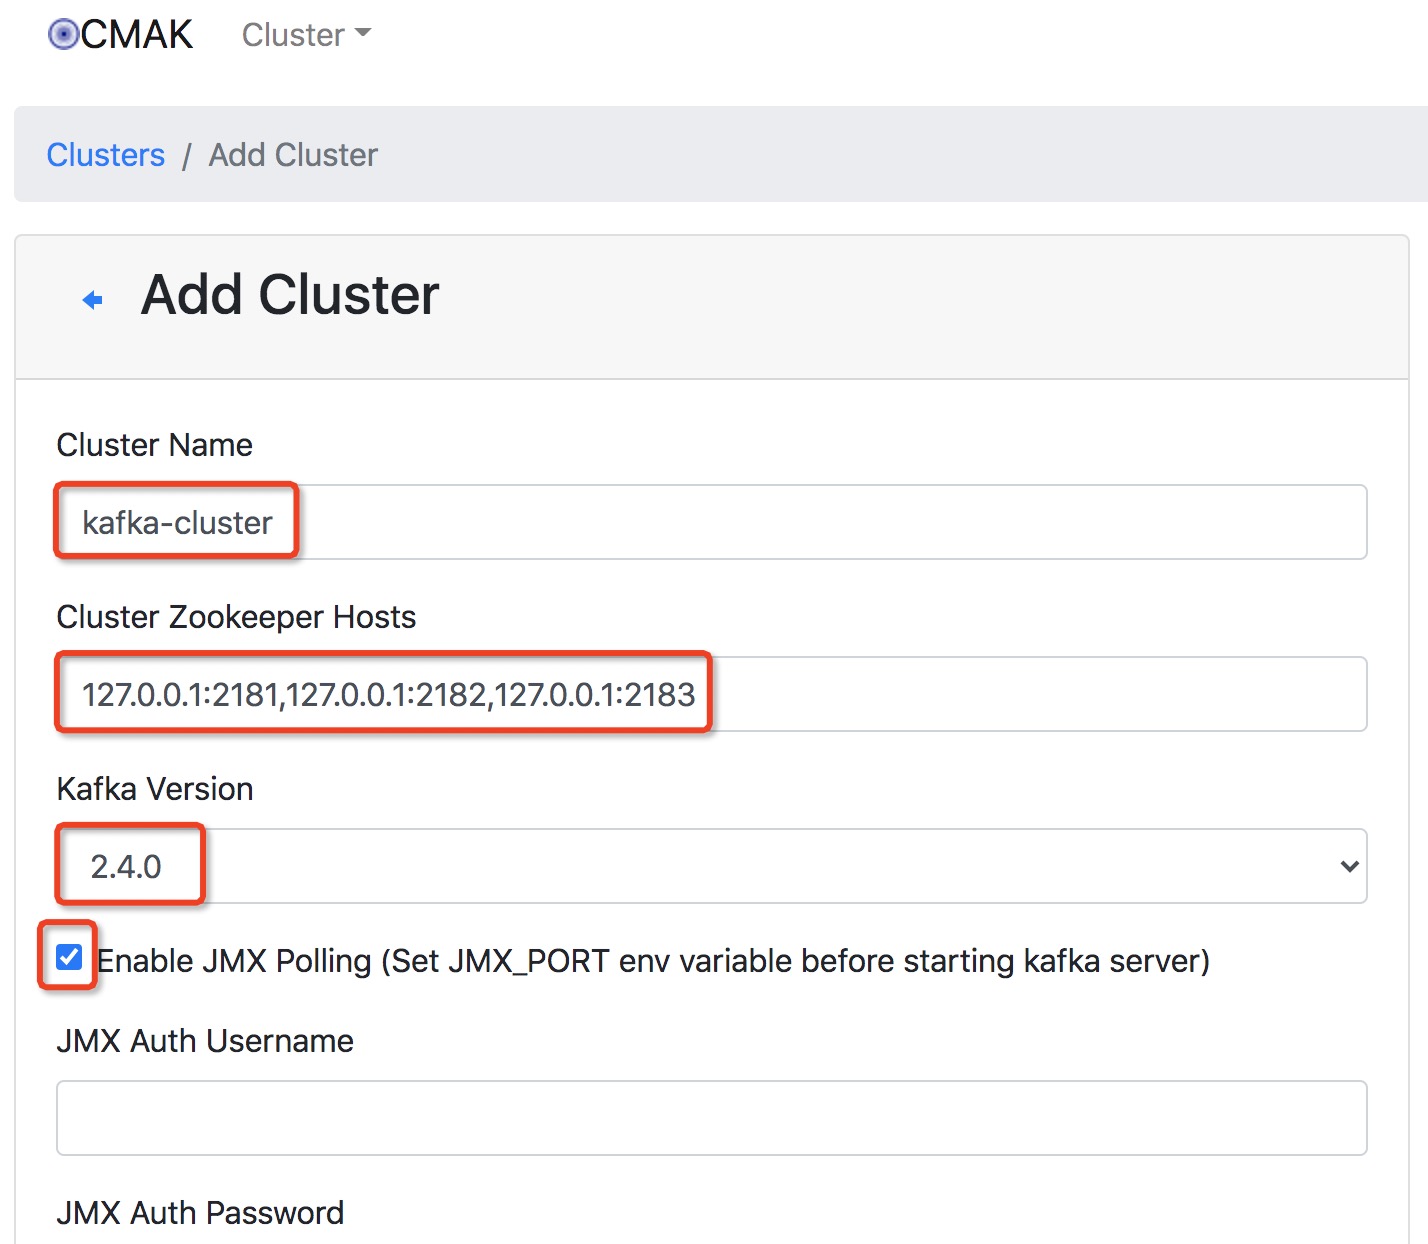 CMAK Cluster
Clusters / Add Cluster
Add Cluster
Cluster Name
kafka-cluster
Cluster Zookeeper Hosts
127.0.0.1:2181,127.0.0.1:2182,127.0.0.1:2183
Kafka Version
2.4.0
Enable JMX Polling (Set JMX_PORT env variable before starting kafka server)
JMX Auth Username
JMX Auth Password